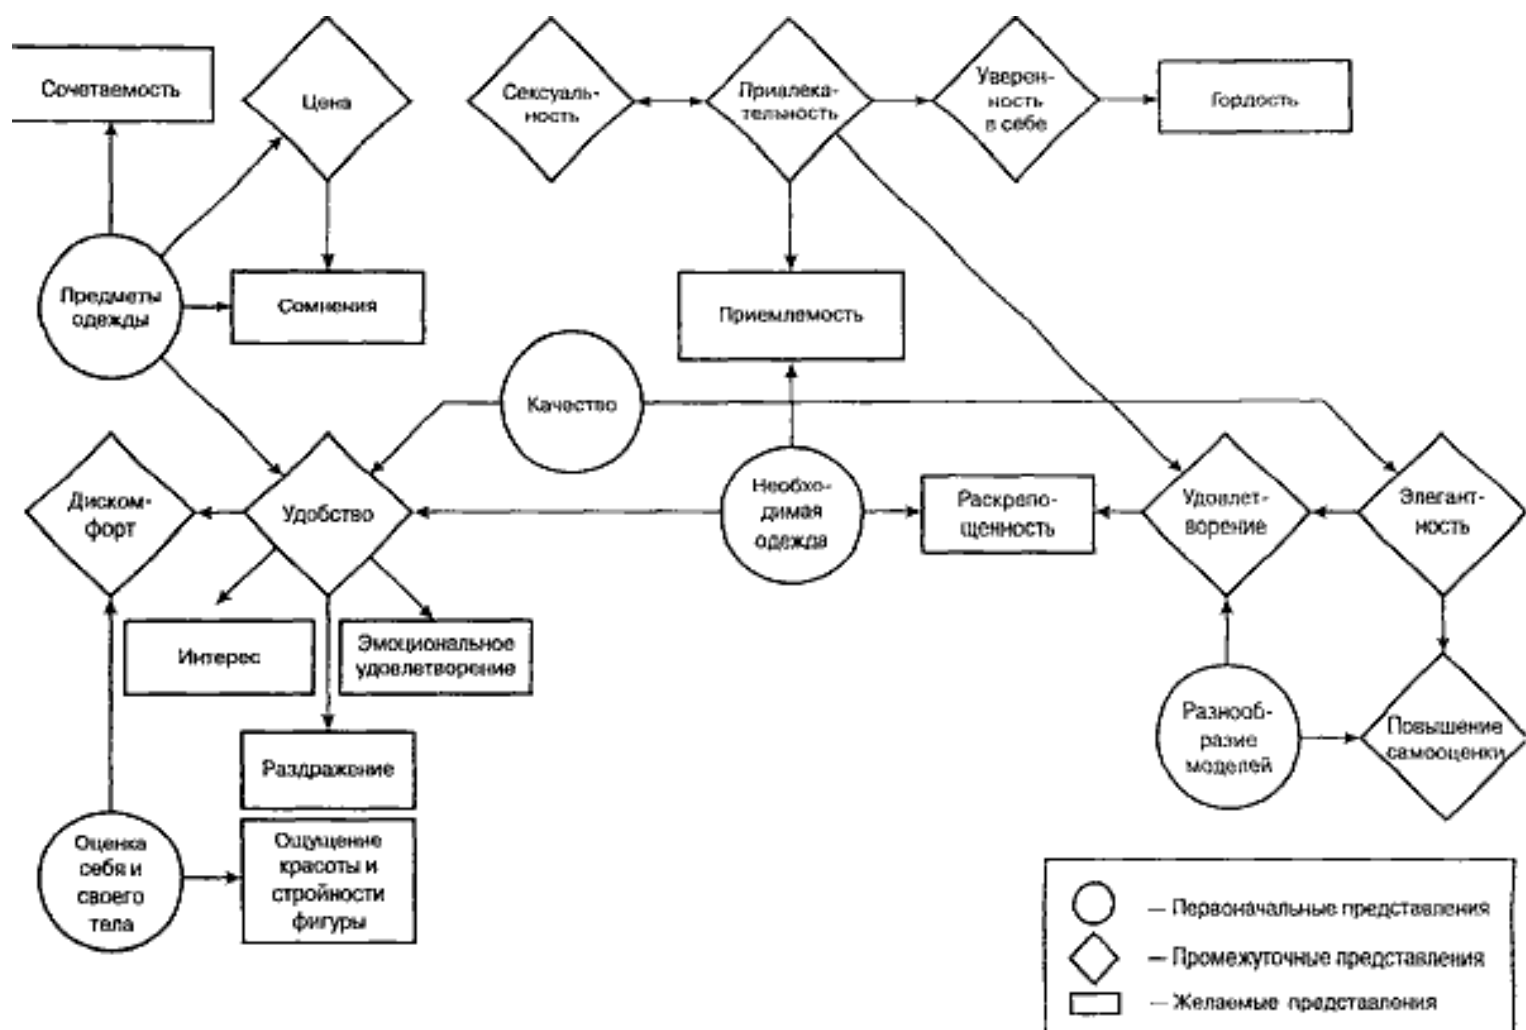 Сочетаемость
Цена
Сексуаль-
ность
Привлека-
тельность
Уверен-
ность
в себе
Гордость
Предметы
одежды
Сомнения
Приемлемость
Качество
Диском-
форт
Удобство
Необхо-
димая
одежда
Раскрепо-
щенность
Удовлет-
ворение
Элегант-
ность
Интерес
Эмоциональное
удовлетворение
Раздражение
Разнооб-
разие
моделей
Повышение
самооценки
Оценка
себя и
своего
тела
Ощущение
красоты и
стройности
фигуры
— Первоначальные представления
— Промежуточные представления
— Желаемые представления